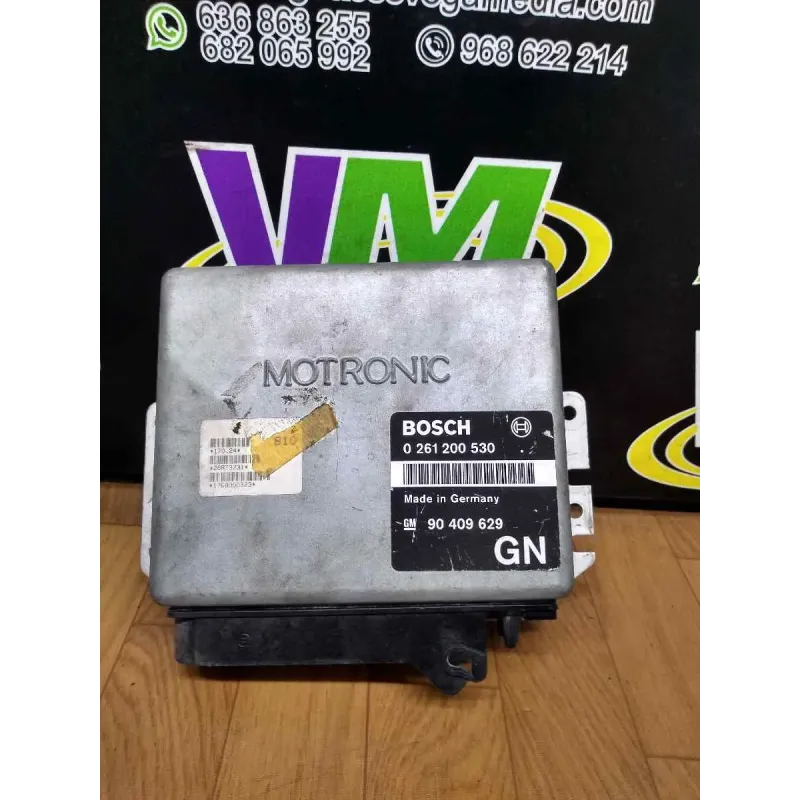 636 863 255
682 065 992
968 622 214
VM
MOTRONIC
810
BOSCH
0 261 200 530
Made in Germany
GM 90 409 629
GN